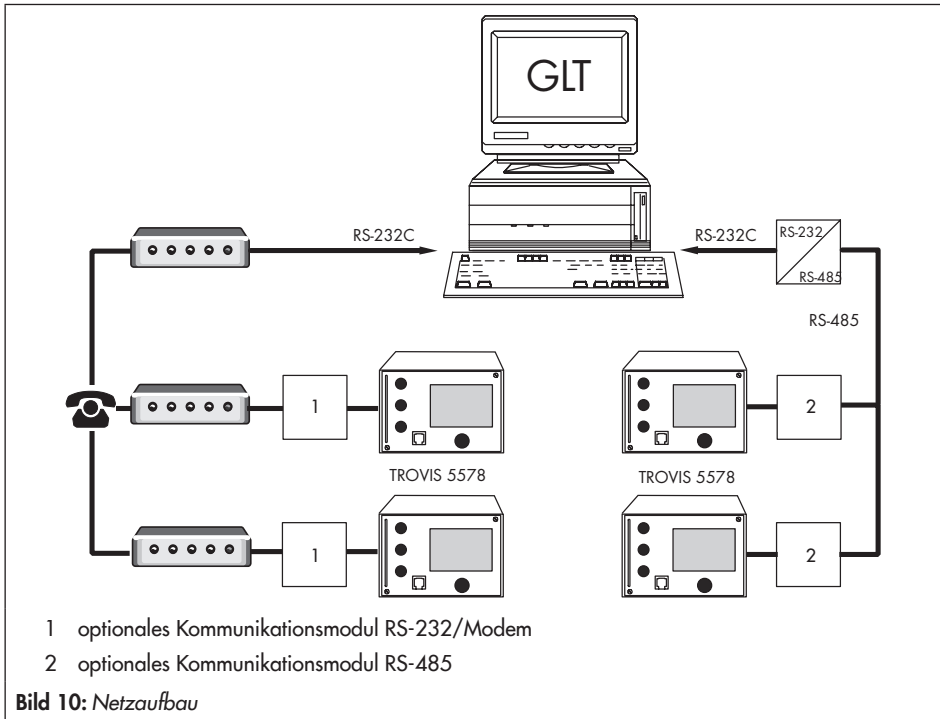 GLT
RS-232C
RS-232C
RS-232
RS-485
RS-485
1
2
TROVIS 5578
TROVIS 5578
1
2
1 optionales Kommunikationsmodul RS-232/Modem
2 optionales Kommunikationsmodul RS-485
Bild 10: Netzaufbau